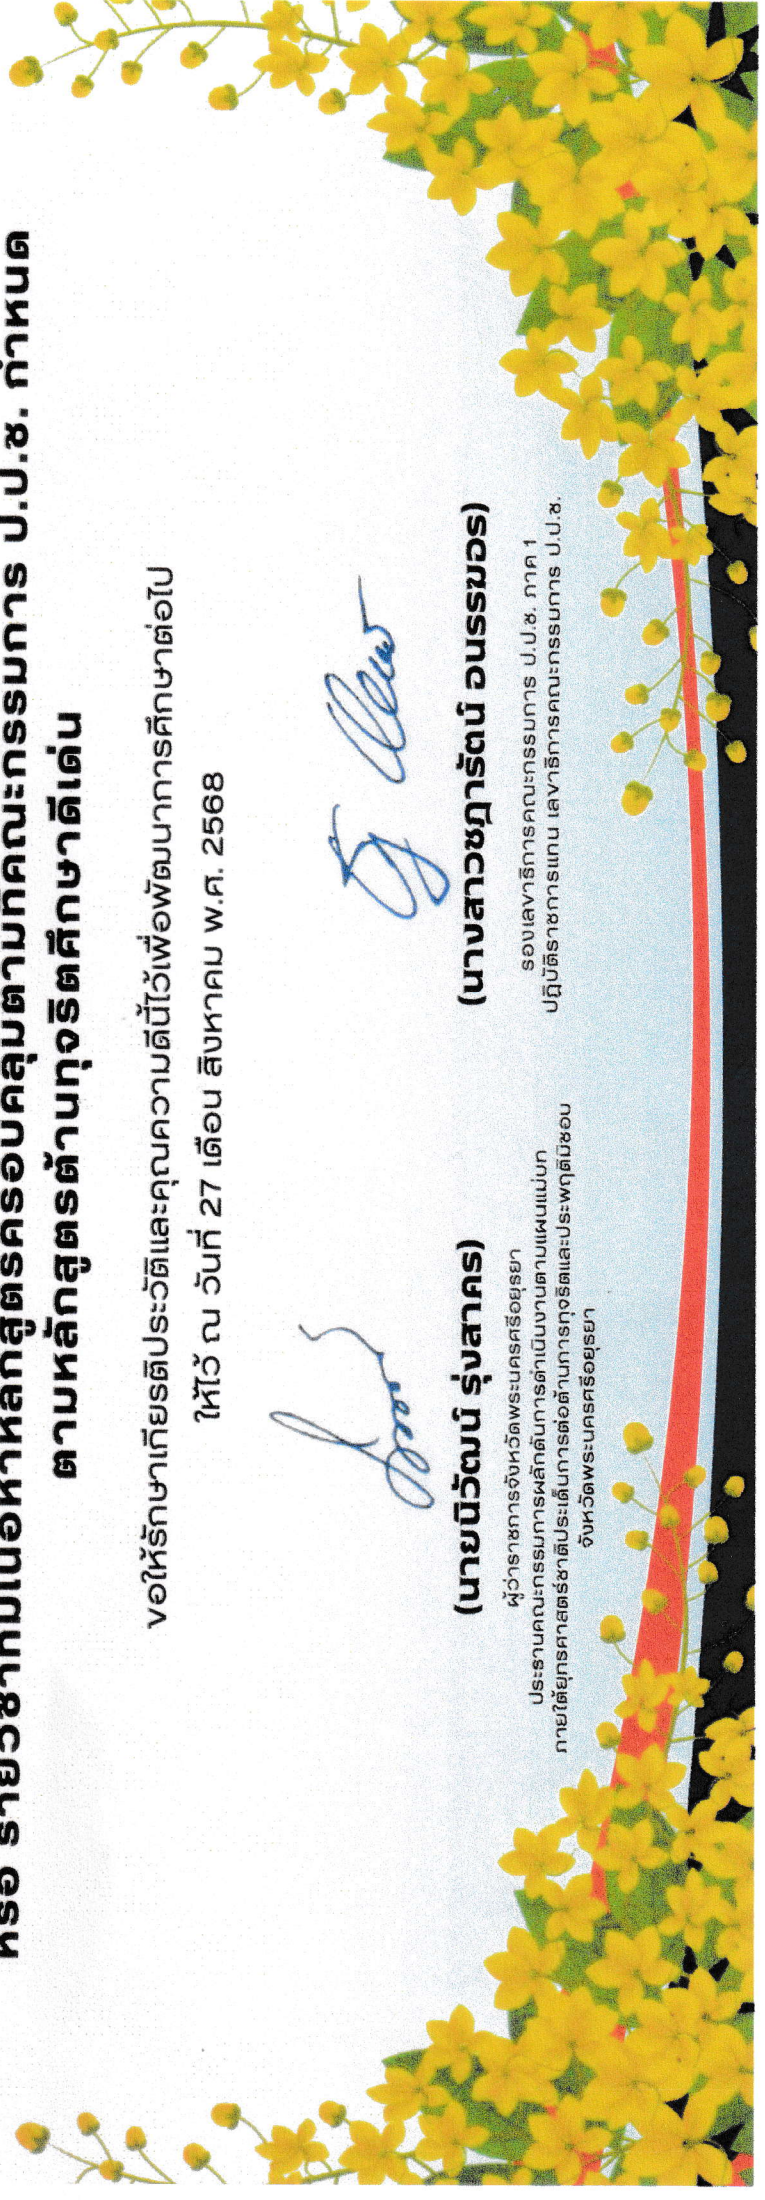 หรือ รายวิชาที่มีเนื้อหาหลักสูตรครอบคลุมตามที่คณะกรรมการ ป.ป.ช. กำหนด
ตามหลักสูตรต้านทุจริตศึกษาดีเด่น
ขอให้รักษาเกียรติประวัติและคุณความดีนี้ไว้เพื่อพัฒนาการศึกษาต่อไป
ให้ไว้ ณ วันที่ 27 เดือน สิงหาคม พ.ศ. 2568
(นายนิวัฒน์ รุ่งสาคร)
ผู้ว่าราชการจังหวัดพระนครศรีอยุธยา
ประธานคณะกรรมการผลักดันการดำเนินงานตามแผนแม่บท
ภายใต้ยุทธศาสตร์ชาติประเด็นการต่อต้านการทุจริตและประพฤติมิชอบ
จังหวัดพระนครศรีอยุธยา
(นางสาวชฎารัตน์ อนรรฆอร)
รองเลขาธิการคณะกรรมการ ป.ป.ช. ภาค 1
ปฏิบัติราชการแทน เลขาธิการคณะกรรมการ ป.ป.ช.